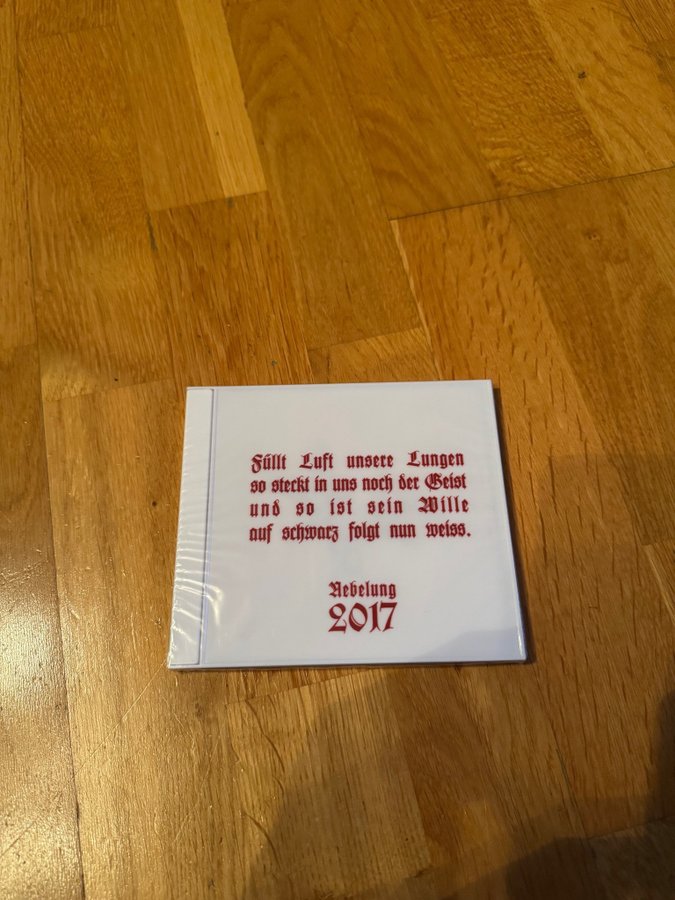 Füllt Luft unsere Lungen
so steckt in uns noch der Geist
und so ist sein Wille
auf schwarz folgt nun weiss.
Nebelung
2017